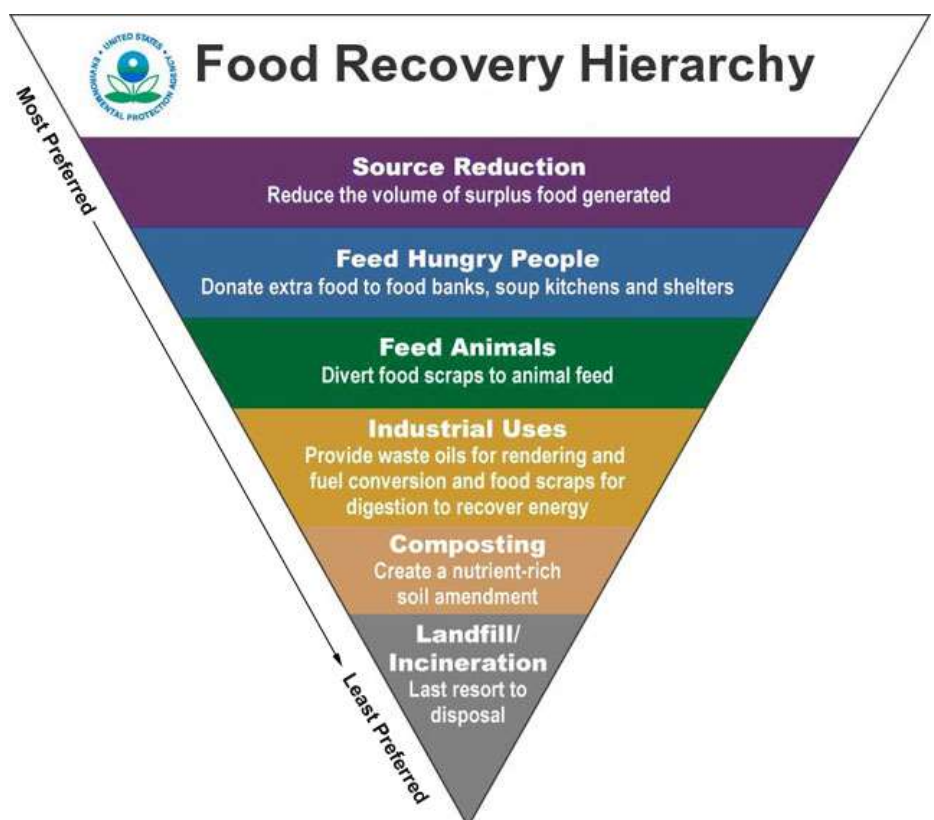 Food Recovery Hierarchy
UNITED STATES
ENVIRONMENTAL PROTECTION AGENCY
Most Preferred
Source Reduction
Reduce the volume of surplus food generated
Feed Hungry People
Donate extra food to food banks, soup kitchens and shelters
Feed Animals
Divert food scraps to animal feed
Industrial Uses
Provide waste oils for rendering and
fuel conversion and food scraps for
digestion to recover energy
Composting
Create a nutrient-rich
soil amendment
Landfill/
Incineration
Last resort to
disposal
Least Preferred